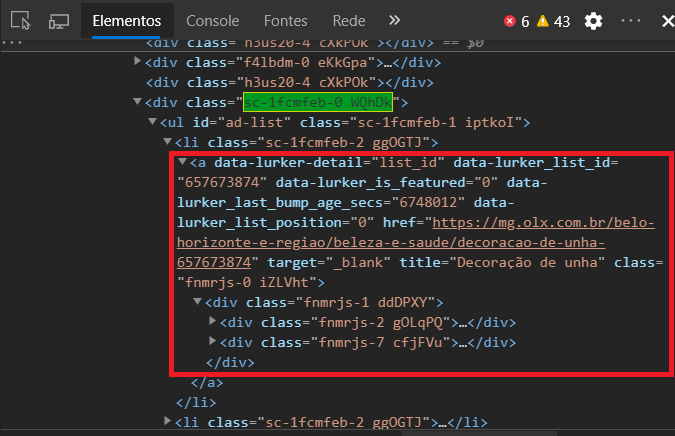 Elementos Console Fontes Rede » 6 43 ··· ×
··· <div class="h3us20-4 cXkPOk"></div> == $0
<div class="f4lbdm-0 eKkGpa">…</div>
<div class="h3us20-4 cXkPOk"></div>
<div class="sc-1fcmfeb-0 WQhDk">
<ul id="ad-list" class="sc-1fcmfeb-1 iptkoI">
<li class="sc-1fcmfeb-2 ggOGTJ">
<a data-lurker-detail="list_id" data-lurker_list_id=
"657673874" data-lurker_is_featured="0" data-
lurker_last_bump_age_secs="6748012" data-
lurker_list_position="0" href="https://mg.olx.com.br/belo-
horizonte-e-regiao/beleza-e-saude/decoracao-de-unha-
657673874" target="_blank" title="Decoração de unha" class=
"fnmrjs-0 iZLVht">
<div class="fnmrjs-1 ddDPXY">
<div class="fnmrjs-2 gOLqPQ">…</div>
<div class="fnmrjs-7 cfjFVu">…</div>
</div>
</a>
</li>
<li class="sc-1fcmfeb-2 ggOGTJ">…</li>